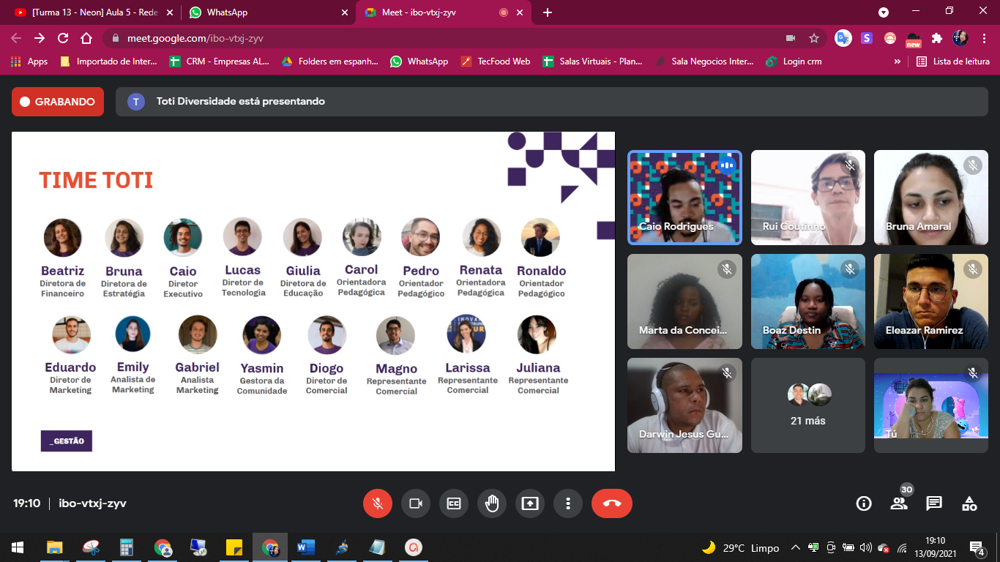 [Turma 13 - Neon] Aula 5 - Rede
WhatsApp
Meet - ibo-vtxj-zyv
meet.google.com/ibo-vtxj-zyv
new
Apps
Importado de Inter...
CRM - Empresas AL...
Folders em espanh...
WhatsApp
TecFood Web
Salas Virtuais - Plan...
Sala Negocios Inter...
Login crm
»
Lista de leitura
GRABANDO
T
Toti Diversidade está presentando
TIME TOTI
Beatriz
Diretora de
Financeiro
Bruna
Diretora de
Estratégia
Caio
Diretor
Executivo
Lucas
Diretor de
Tecnologia
Giulia
Diretora de
Educação
Carol
Orientadora
Pedagógica
Pedro
Orientador
Pedagógico
Renata
Orientadora
Pedagógica
Ronaldo
Orientador
Pedagógico
Eduardo
Diretor de
Marketing
Emily
Analista de
Marketing
Gabriel
Analista
Marketing
Yasmin
Gestora da
Comunidade
Diogo
Diretor de
Comercial
Magno
Representante
Comercial
Larissa
Representante
Comercial
Juliana
Representante
Comercial
_GESTÃO
Caio Rodrigues
Rui Coutinho
Bruna Amaral
Marta da Concei...
Boaz Destin
Eleazar Ramirez
Darwin Jesus Gu...
21 más
Tú
19:10 | ibo-vtxj-zyv
30
29°C Limpo
19:10
13/09/2021
4